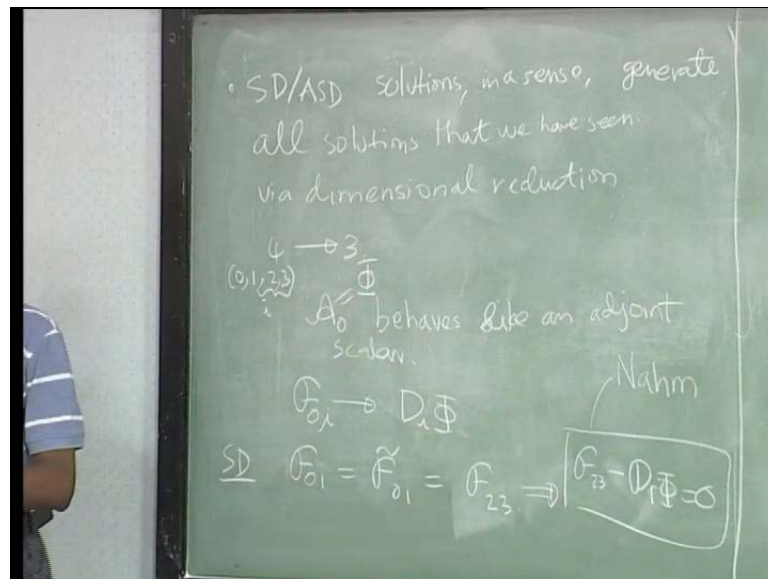 • SD/ASD solutions, in a sense, generate
all solutions that we have seen.
via dimensional reduction
4 → 3
(0,1,2,3)
i
A₀ = Φ behaves like an adjoint
scalar.
F₀ᵢ → DᵢΦ
Nahm
SD F₀₁ = F̃₀₁ = F₂₃ ⇒ F₂₃ − D₁Φ = 0